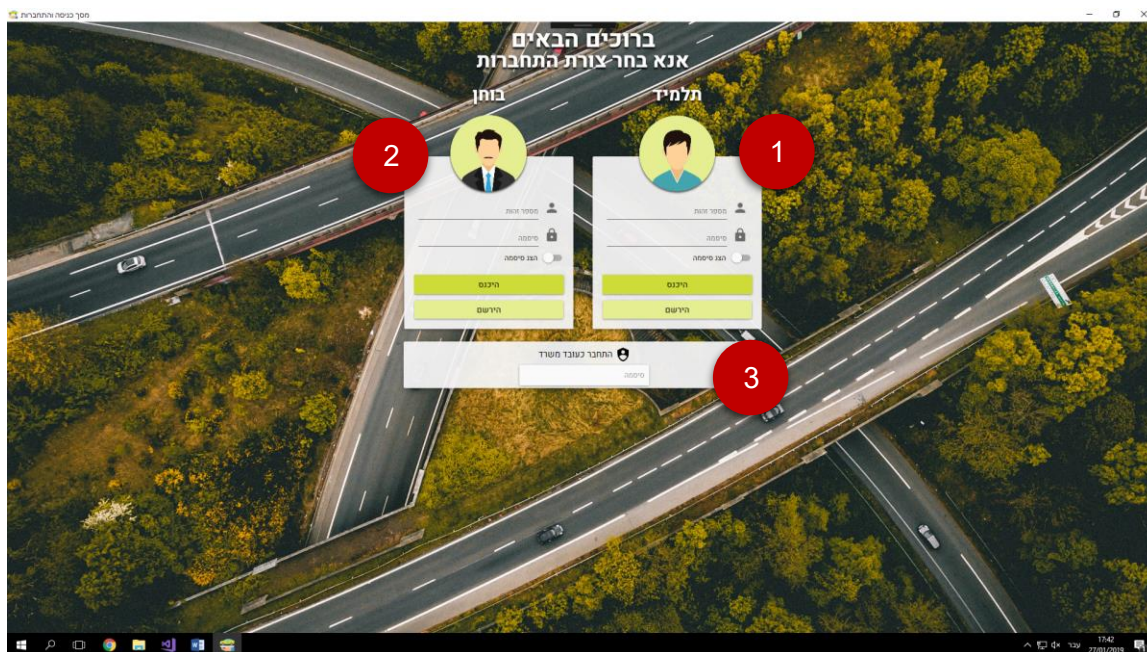 מסך כניסה והתחברות
ברוכים הבאים
אנא בחר צורת התחברות
תלמיד
1
מספר זהות
סיסמה
הצג סיסמה
היכנס
הירשם
בוחן
2
מספר זהות
סיסמה
הצג סיסמה
היכנס
הירשם
התחבר כעובד משרד
סיסמה
3
עבר
17:42
27/01/2019